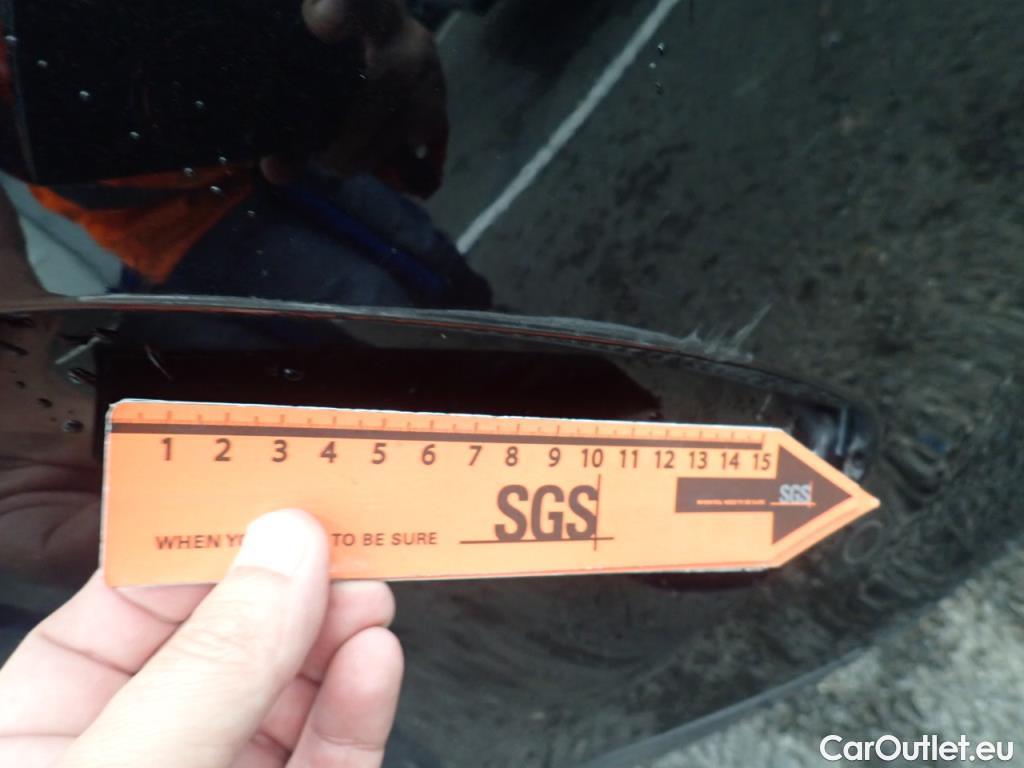 1 2 3 4 5 6 7 8 9 10 11 12 13 14 15
SGS
SGS
WHEN YO TO BE SURE
CarOutlet.eu